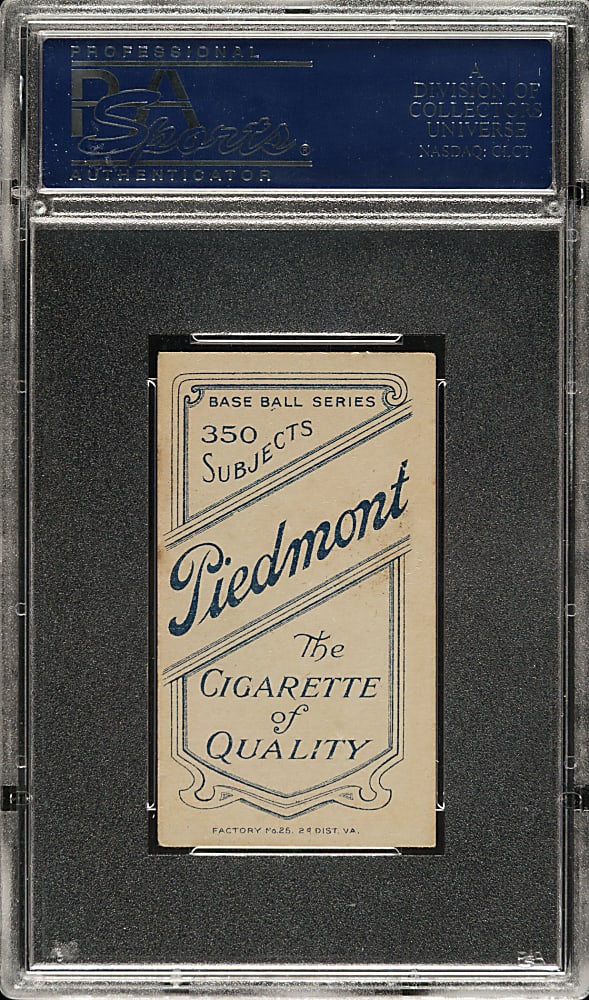 PROFESSIONAL
PSA
Sports®
AUTHENTICATOR
A
DIVISION OF
COLLECTORS
UNIVERSE
NASDAQ: CLCT
BASE BALL SERIES
350
SUBJECTS
Piedmont
The
CIGARETTE
of
QUALITY
FACTORY No.25. 2d DIST. VA.
PSA